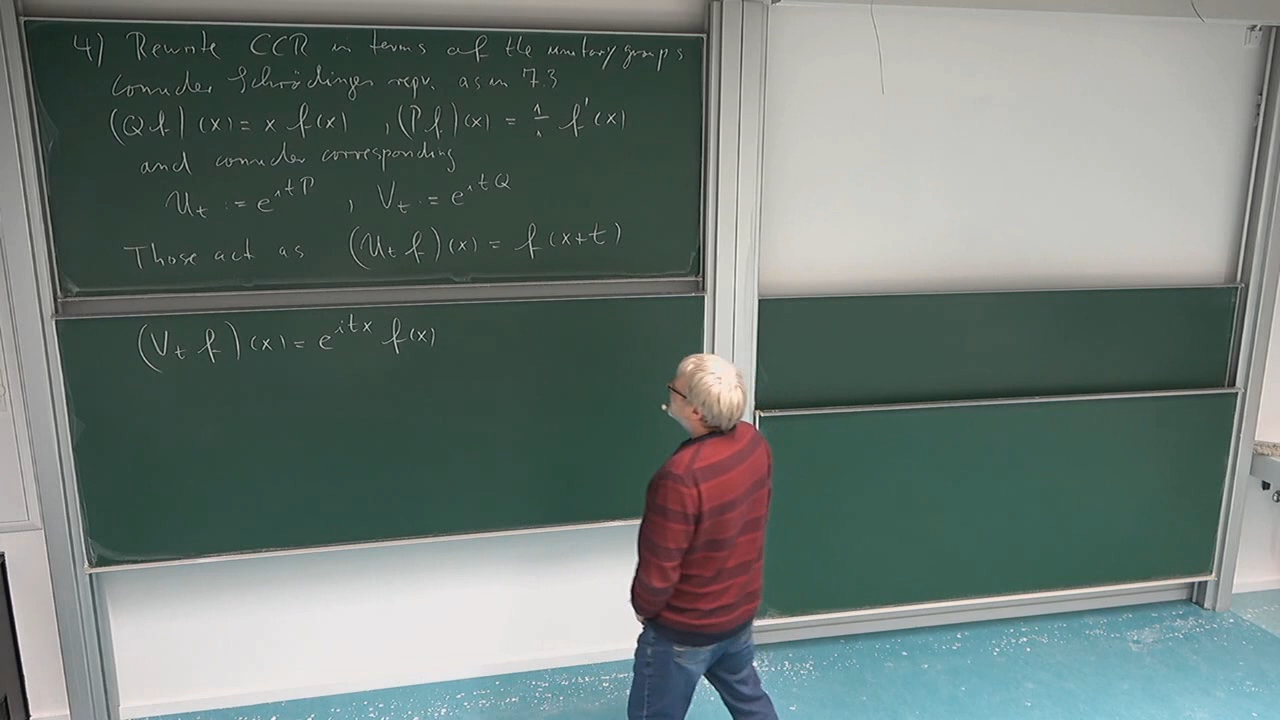 4) Rewrite CCR in terms of the unitary groups
consider Schrödinger repr. as in 7.3
(Qf)(x) = x f(x) , (Pf)(x) = 1/i f'(x)
and consider corresponding
U_t := e^{itP} , V_t := e^{itQ}
Those act as (U_t f)(x) = f(x+t)
(V_t f)(x) = e^{itx} f(x)